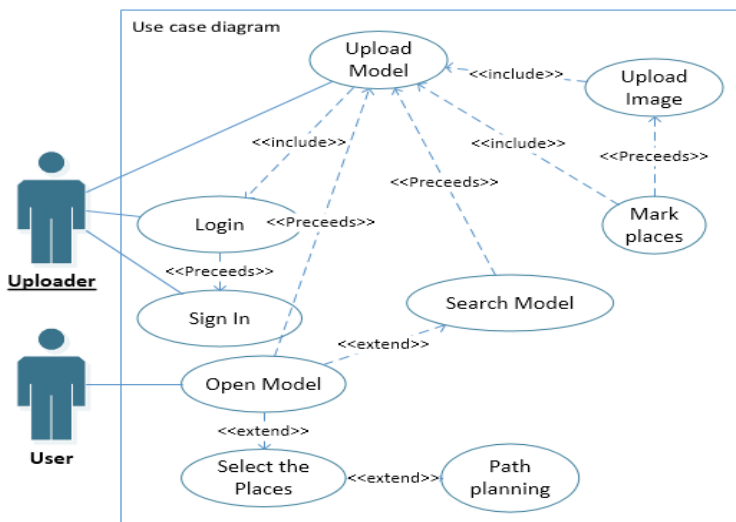 Use case diagram
Upload
Model
<<include>>
Upload
Image
<<include>>
<<include>>
<<Preceeds>>
<<Preceeds>>
Login
<<Preceeds>>
Mark
places
<<Preceeds>>
Uploader
Sign In
Search Model
<<extend>>
Open Model
User
<<extend>>
Select the
Places
<<extend>>
Path
planning